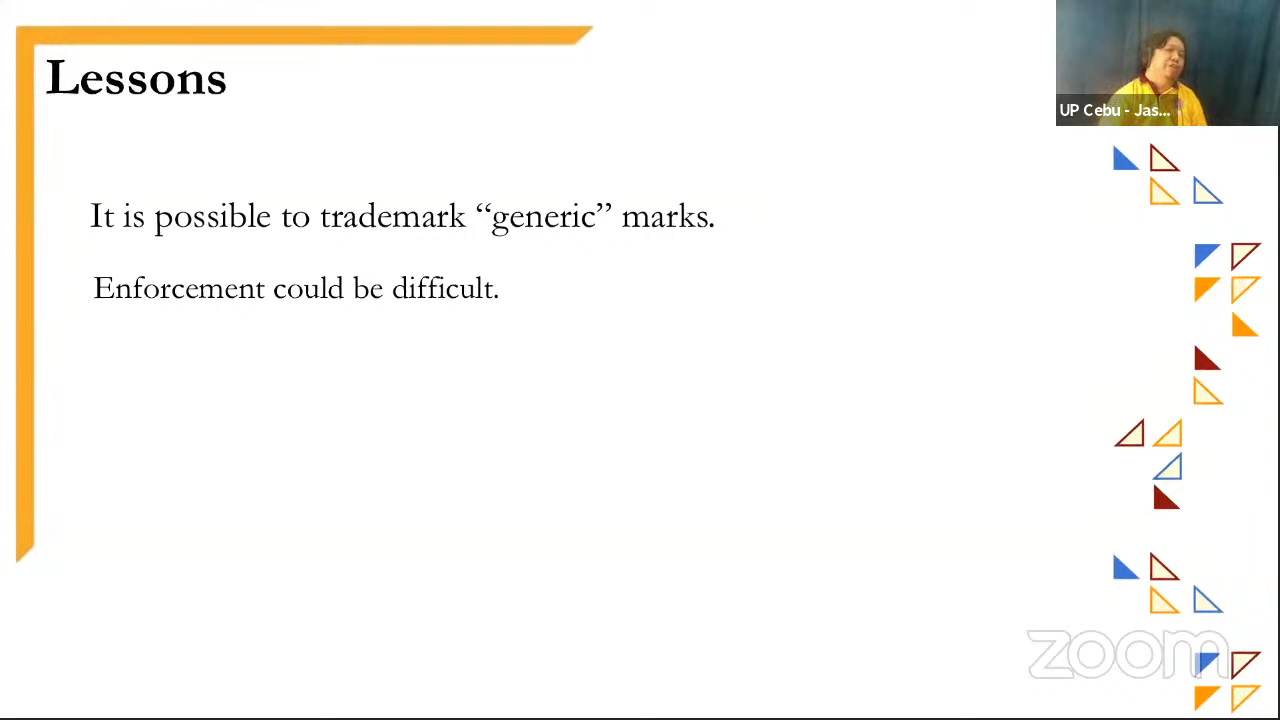 Lessons
UP Cebu - Jas...
It is possible to trademark “generic” marks.
Enforcement could be difficult.
zoom